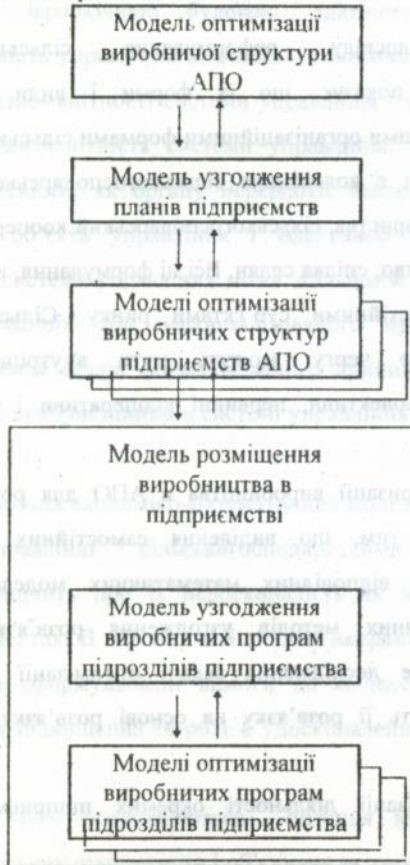 Модель оптимізації
виробничої структури
АПО
Модель узгодження
планів підприємств
Моделі оптимізації
виробничих структур
підприємств АПО
Модель розміщення
виробництва в
підприємстві
Модель узгодження
виробничих програм
підрозділів підприємства
Моделі оптимізації
виробничих програм
підрозділів підприємства